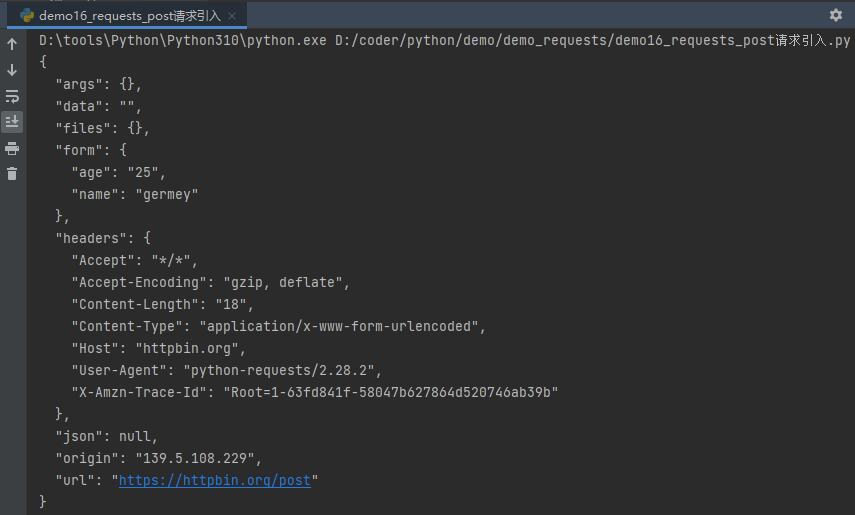 demo16_requests_post请求引入
D:\tools\Python\Python310\python.exe D:/coder/python/demo/demo_requests/demo16_requests_post请求引入.py
{
  "args": {},
  "data": "",
  "files": {},
  "form": {
    "age": "25",
    "name": "germey"
  },
  "headers": {
    "Accept": "*/*",
    "Accept-Encoding": "gzip, deflate",
    "Content-Length": "18",
    "Content-Type": "application/x-www-form-urlencoded",
    "Host": "httpbin.org",
    "User-Agent": "python-requests/2.28.2",
    "X-Amzn-Trace-Id": "Root=1-63fd841f-58047b627864d520746ab39b"
  },
  "json": null,
  "origin": "139.5.108.229",
  "url": "https://httpbin.org/post"
}